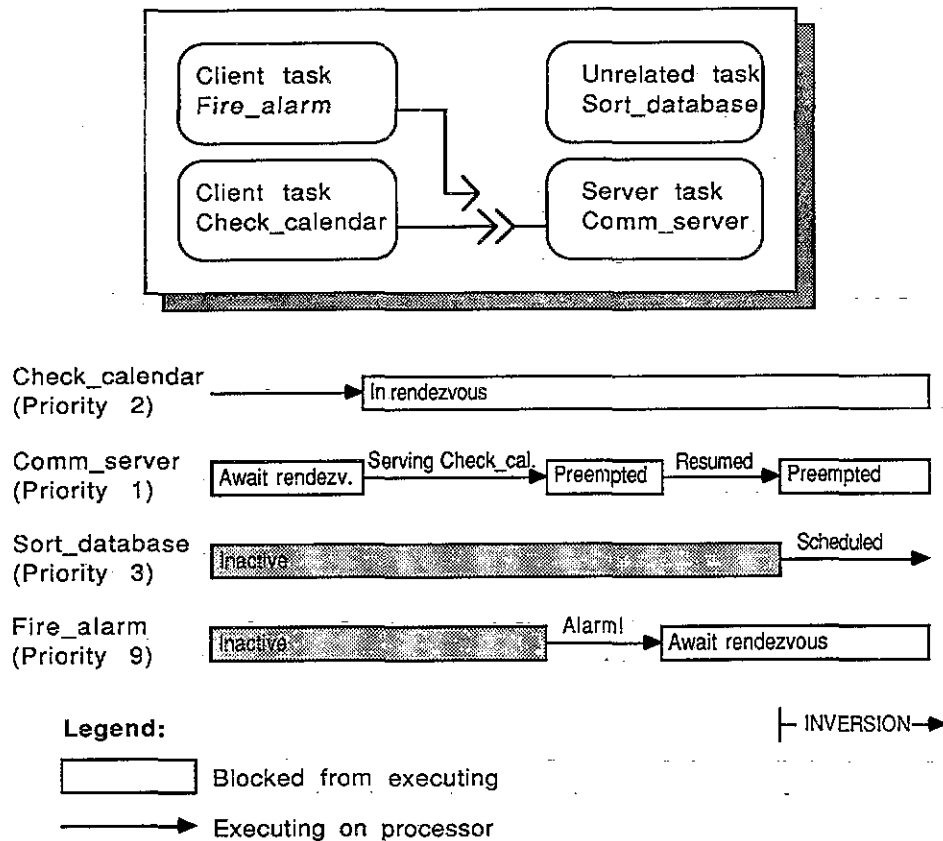 Client task
Fire_alarm
Unrelated task
Sort_database
Client task
Check_calendar
Server task
Comm_server
Check_calendar
(Priority 2)
In rendezvous
Comm_server
(Priority 1)
Await rendezv.
Serving Check_cal.
Preempted
Resumed
Preempted
Sort_database
(Priority 3)
Inactive
Scheduled
Fire_alarm
(Priority 9)
Inactive
Alarm!
Await rendezvous
Legend:
INVERSION
Blocked from executing
Executing on processor